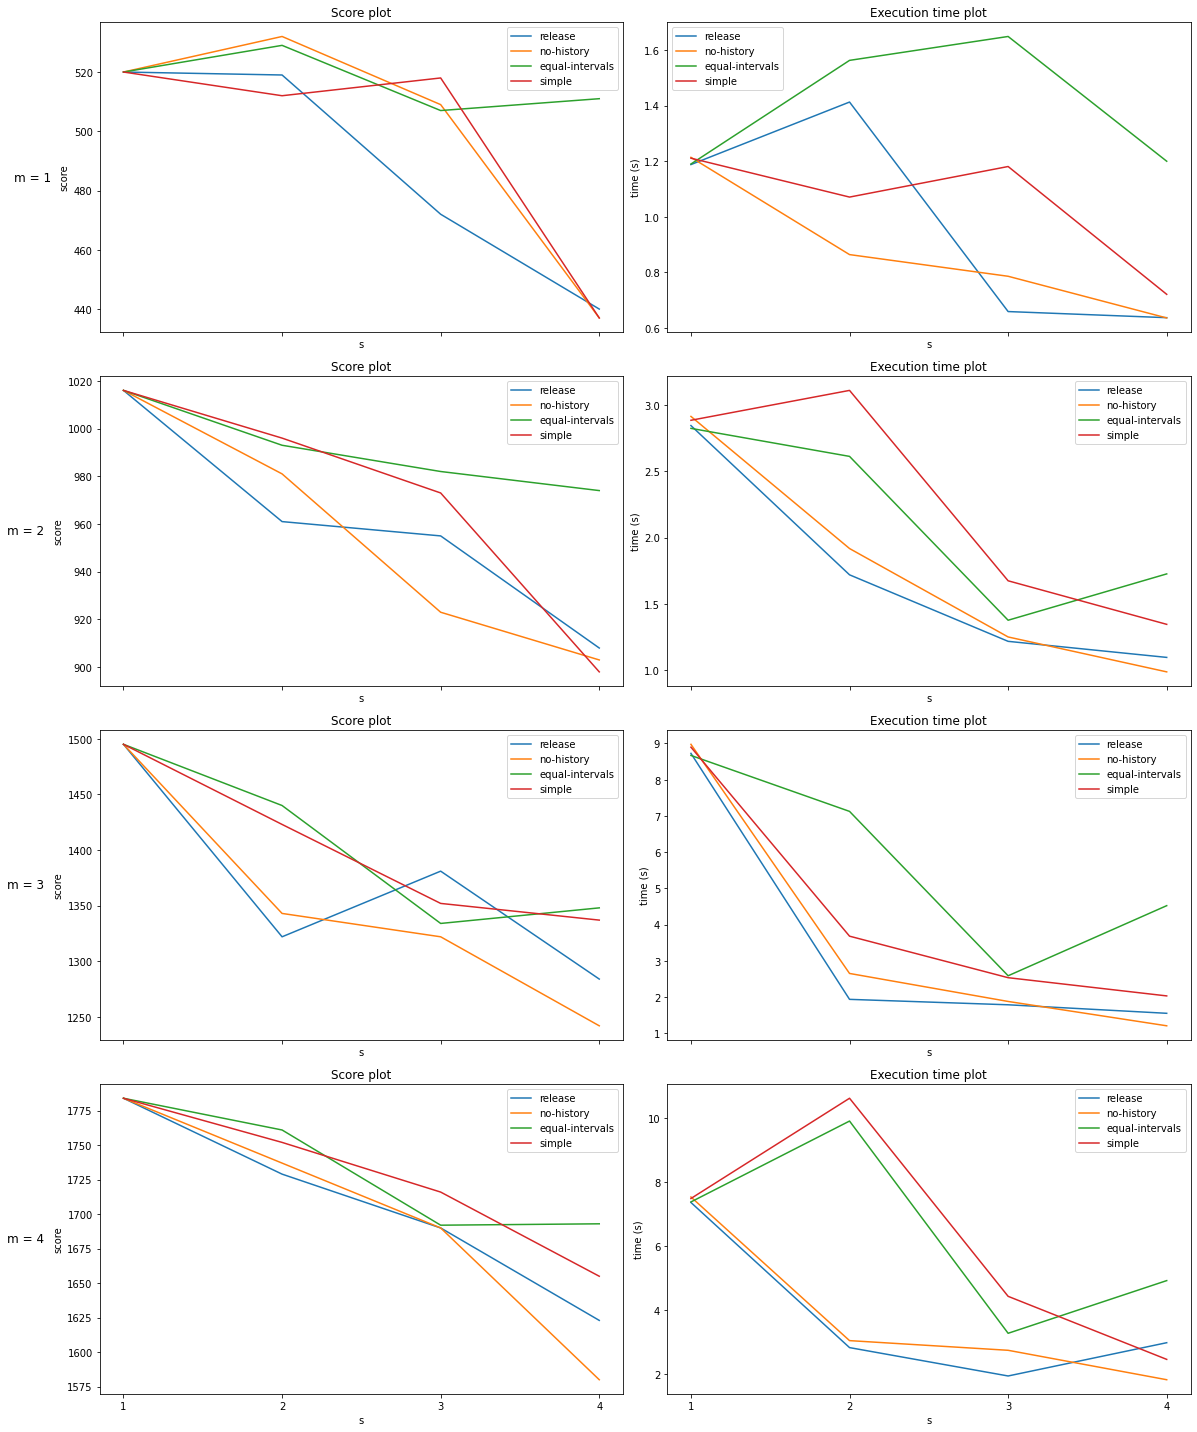 Score plot
release
no-history
equal-intervals
simple
520
500
480
460
440
m = 1
score
s
Execution time plot
release
no-history
equal-intervals
simple
1.6
1.4
1.2
1.0
0.8
0.6
time (s)
s
Score plot
release
no-history
equal-intervals
simple
1020
1000
980
960
940
920
900
m = 2
score
s
Execution time plot
release
no-history
equal-intervals
simple
3.0
2.5
2.0
1.5
1.0
time (s)
s
Score plot
release
no-history
equal-intervals
simple
1500
1450
1400
1350
1300
1250
m = 3
score
s
Execution time plot
release
no-history
equal-intervals
simple
9
8
7
6
5
4
3
2
1
time (s)
s
Score plot
release
no-history
equal-intervals
simple
1775
1750
1725
1700
1675
1650
1625
1600
1575
m = 4
score
1 2 3 4
s
Execution time plot
release
no-history
equal-intervals
simple
10
8
6
4
2
time (s)
1 2 3 4
s